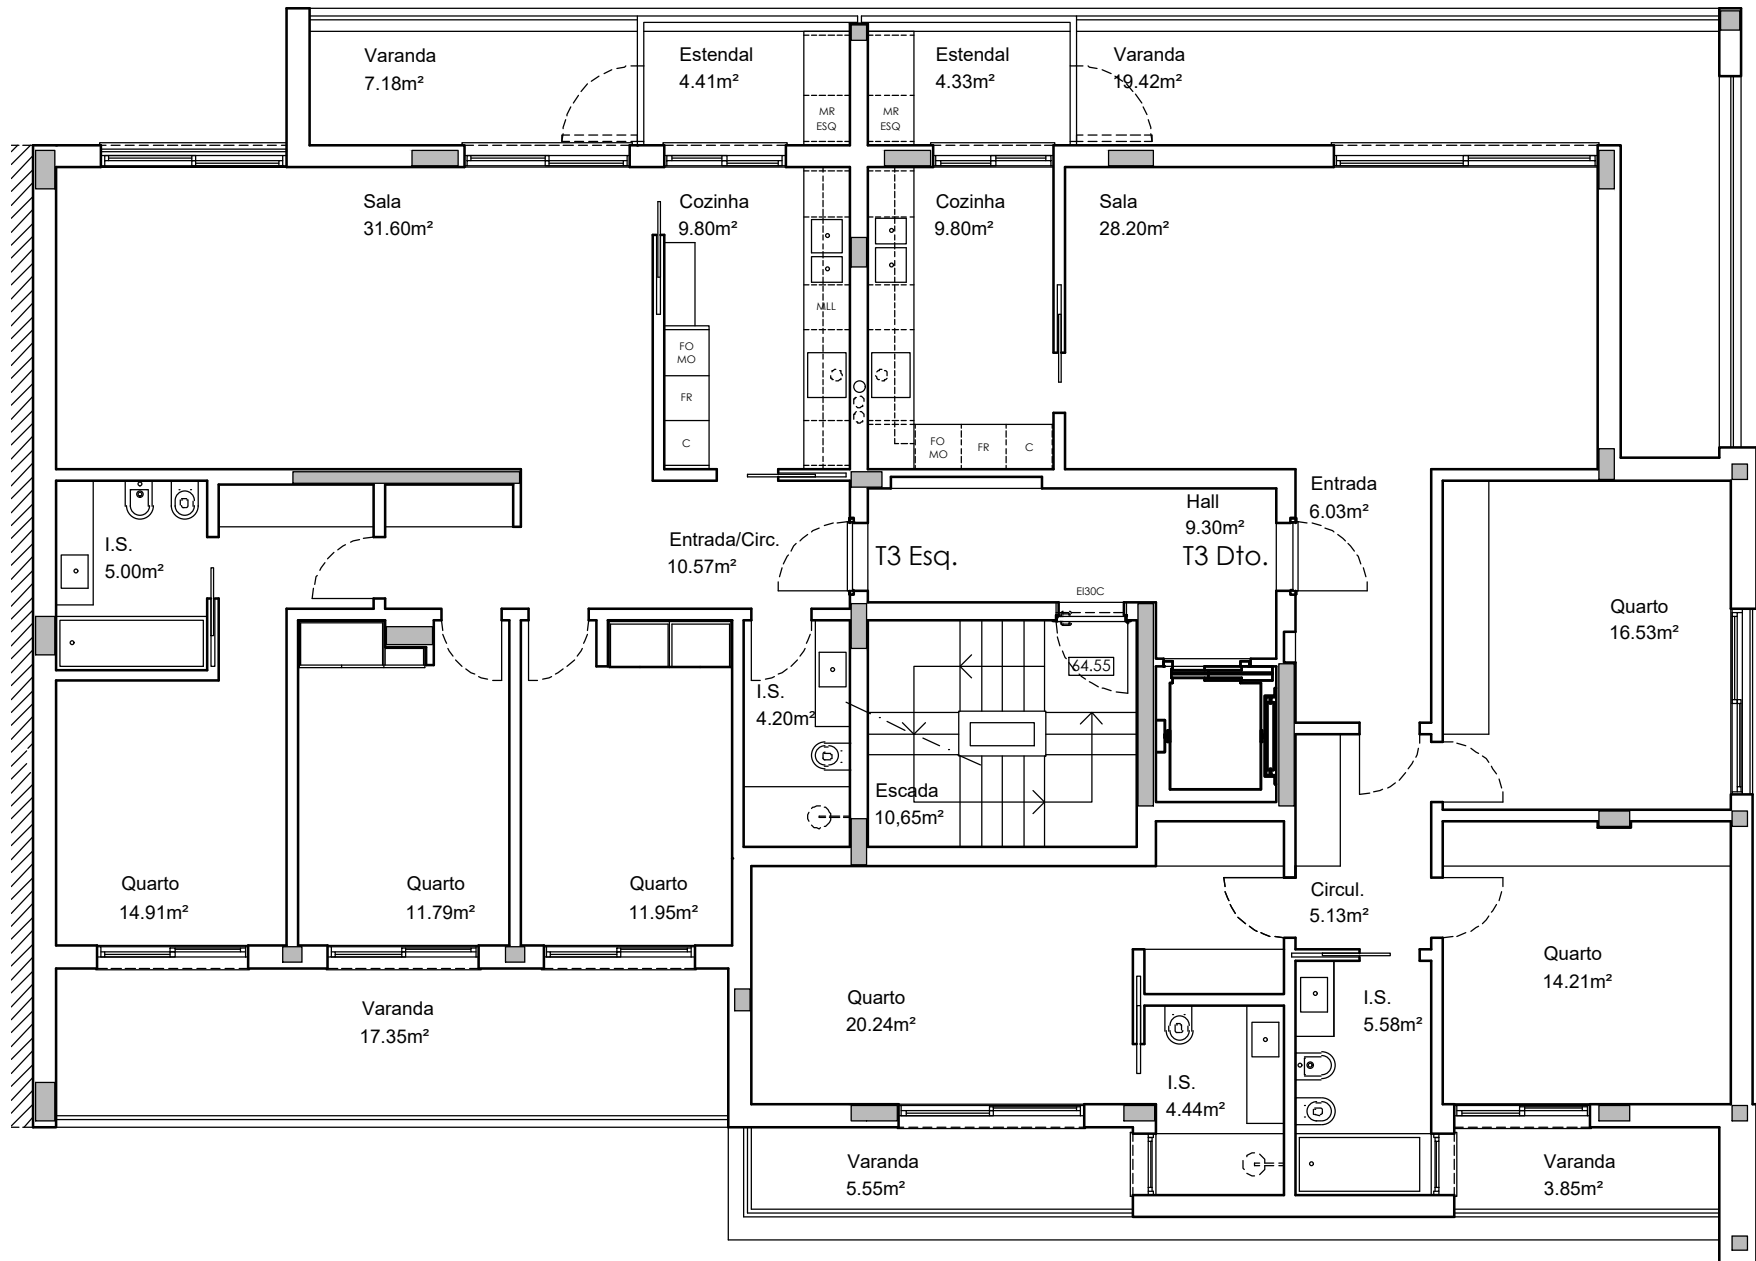 Varanda
7.18m²
Estendal
4.41m²
Estendal
4.33m²
Varanda
19.42m²
MR
ESQ
MR
ESQ
Sala
31.60m²
Cozinha
9.80m²
Cozinha
9.80m²
Sala
28.20m²
MLL
FO
MO
FR
C
FO
MO
FR
C
Entrada
6.03m²
Hall
9.30m²
I.S.
5.00m²
Entrada/Circ.
10.57m²
T3 Esq.
T3 Dto.
EI30C
Quarto
16.53m²
64.55
I.S.
4.20m²
Escada
10,65m²
Quarto
14.91m²
Quarto
11.79m²
Quarto
11.95m²
Circul.
5.13m²
Quarto
14.21m²
Varanda
17.35m²
Quarto
20.24m²
I.S.
5.58m²
I.S.
4.44m²
Varanda
5.55m²
Varanda
3.85m²